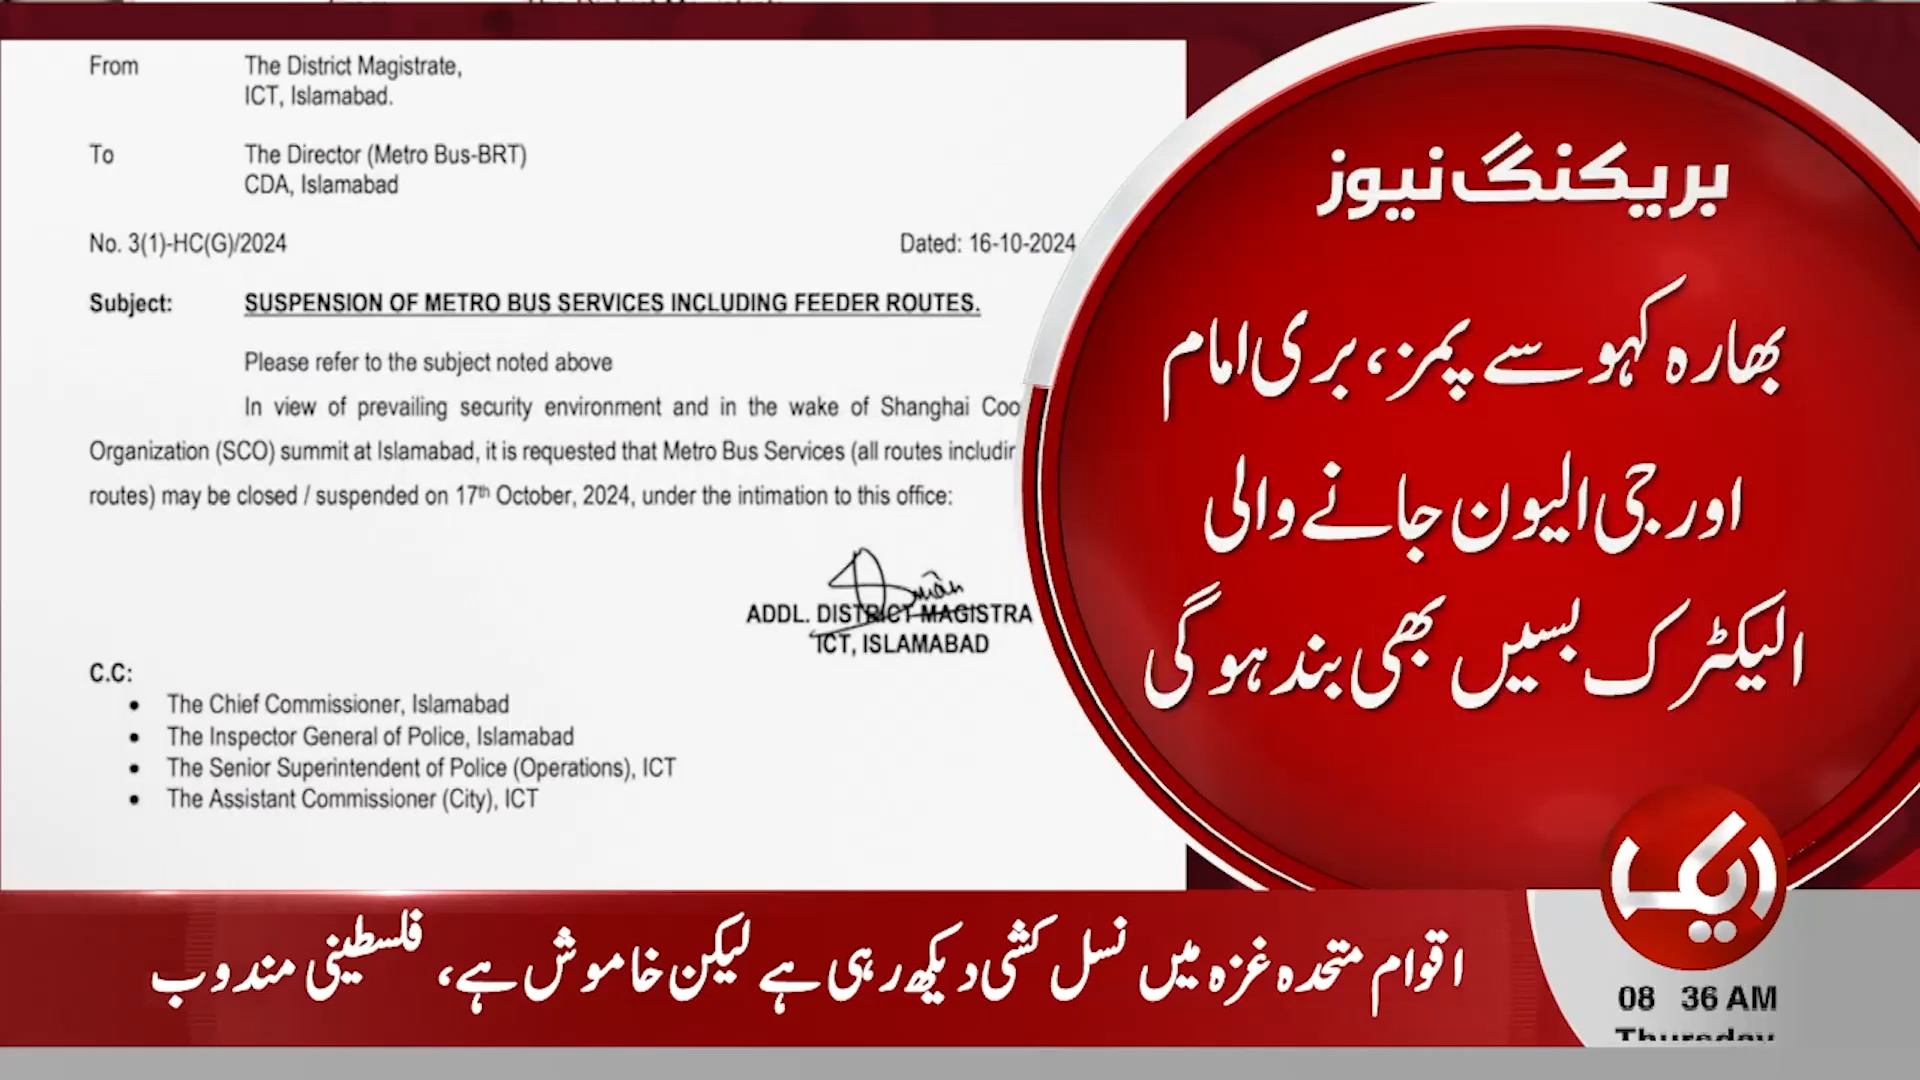 From The District Magistrate,
ICT, Islamabad.
To The Director (Metro Bus-BRT)
CDA, Islamabad
No. 3(1)-HC(G)/2024 Dated: 16-10-2024
Subject: SUSPENSION OF METRO BUS SERVICES INCLUDING FEEDER ROUTES.
Please refer to the subject noted above
In view of prevailing security environment and in the wake of Shanghai Coo
Organization (SCO) summit at Islamabad, it is requested that Metro Bus Services (all routes includin
routes) may be closed / suspended on 17th October, 2024, under the intimation to this office:
ADDL. DISTRICT MAGISTRA
ICT, ISLAMABAD
C.C:
• The Chief Commissioner, Islamabad
• The Inspector General of Police, Islamabad
• The Senior Superintendent of Police (Operations), ICT
• The Assistant Commissioner (City), ICT
بریکنگ نیوز
بھارہ کہو سے پمز، بری امام
اور جی الیون جانے والی
الیکٹرک بسیں بھی بند ہوگی
ایک
اقوام متحدہ غزہ میں نسل کشی دیکھ رہی ہے لیکن خاموش ہے، فلسطینی مندوب
08 36 AM
Thursday